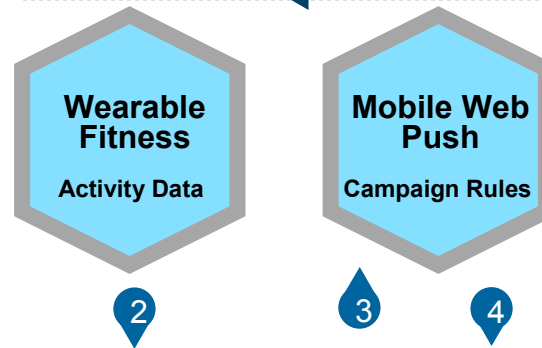 Wearable
Fitness
Activity Data
Mobile Web
Push
Campaign Rules
2
3
4